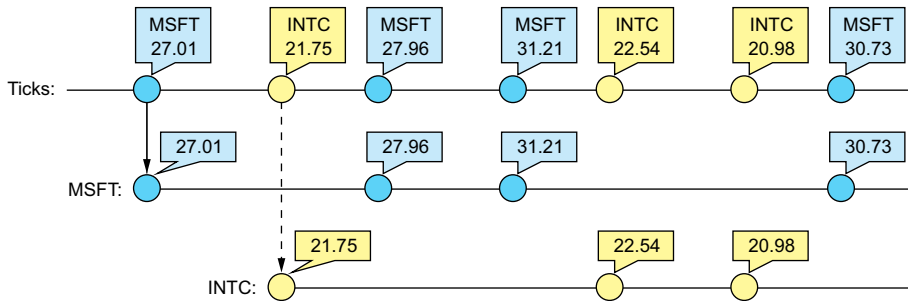 MSFT
27.01
INTC
21.75
MSFT
27.96
MSFT
31.21
INTC
22.54
INTC
20.98
MSFT
30.73
Ticks:
27.01
27.96
31.21
30.73
MSFT:
21.75
22.54
20.98
INTC: